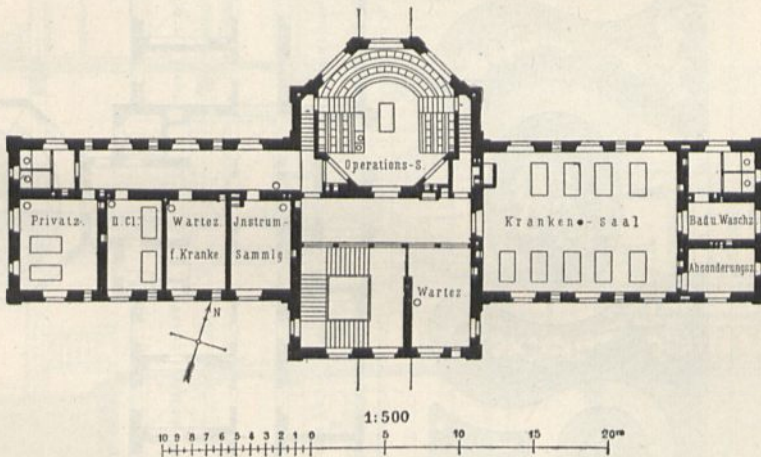 Operations-S.
Privatz.
II.Cl.
Wartez.
f. Kranke
Instrum.-
Sammlg
Kranken-Saal
Bad u. Waschz.
Absonderungsz.
Wartez
N
1:500
10 9 8 7 6 5 4 3 2 1 0 5 10 15 20m